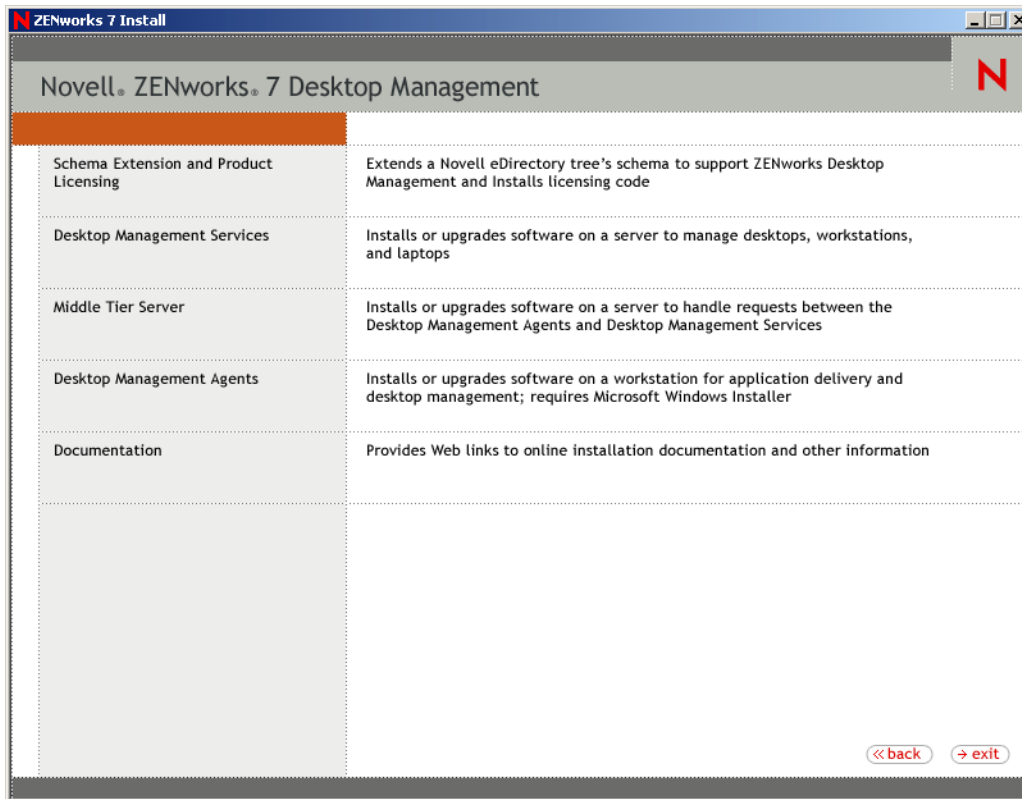 N ZENworks 7 Install
Novell® ZENworks® 7 Desktop Management
N
Schema Extension and Product
Licensing
Extends a Novell eDirectory tree's schema to support ZENworks Desktop
Management and Installs licensing code
Desktop Management Services
Installs or upgrades software on a server to manage desktops, workstations,
and laptops
Middle Tier Server
Installs or upgrades software on a server to handle requests between the
Desktop Management Agents and Desktop Management Services
Desktop Management Agents
Installs or upgrades software on a workstation for application delivery and
desktop management; requires Microsoft Windows Installer
Documentation
Provides Web links to online installation documentation and other information
« back
→ exit